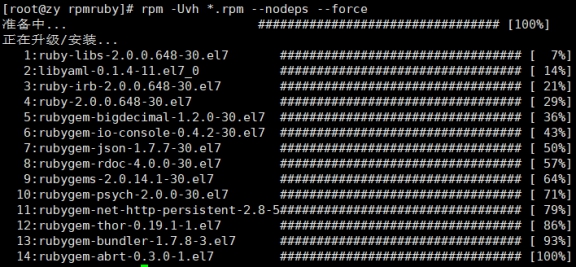 [root@zy rpmruby]# rpm -Uvh *.rpm --nodeps --force
准备中... ################################# [100%]
正在升级/安装...
1:ruby-libs-2.0.0.648-30.el7 ################################# [  7%]
2:libyaml-0.1.4-11.el7_0 ################################# [ 14%]
3:ruby-irb-2.0.0.648-30.el7 ################################# [ 21%]
4:ruby-2.0.0.648-30.el7 ################################# [ 29%]
5:rubygem-bigdecimal-1.2.0-30.el7 ################################# [ 36%]
6:rubygem-io-console-0.4.2-30.el7 ################################# [ 43%]
7:rubygem-json-1.7.7-30.el7 ################################# [ 50%]
8:rubygem-rdoc-4.0.0-30.el7 ################################# [ 57%]
9:rubygems-2.0.14.1-30.el7 ################################# [ 64%]
10:rubygem-psych-2.0.0-30.el7 ################################# [ 71%]
11:rubygem-net-http-persistent-2.8-5################################# [ 79%]
12:rubygem-thor-0.19.1-1.el7 ################################# [ 86%]
13:rubygem-bundler-1.7.8-3.el7 ################################# [ 93%]
14:rubygem-abrt-0.3.0-1.el7 ################################# [100%]